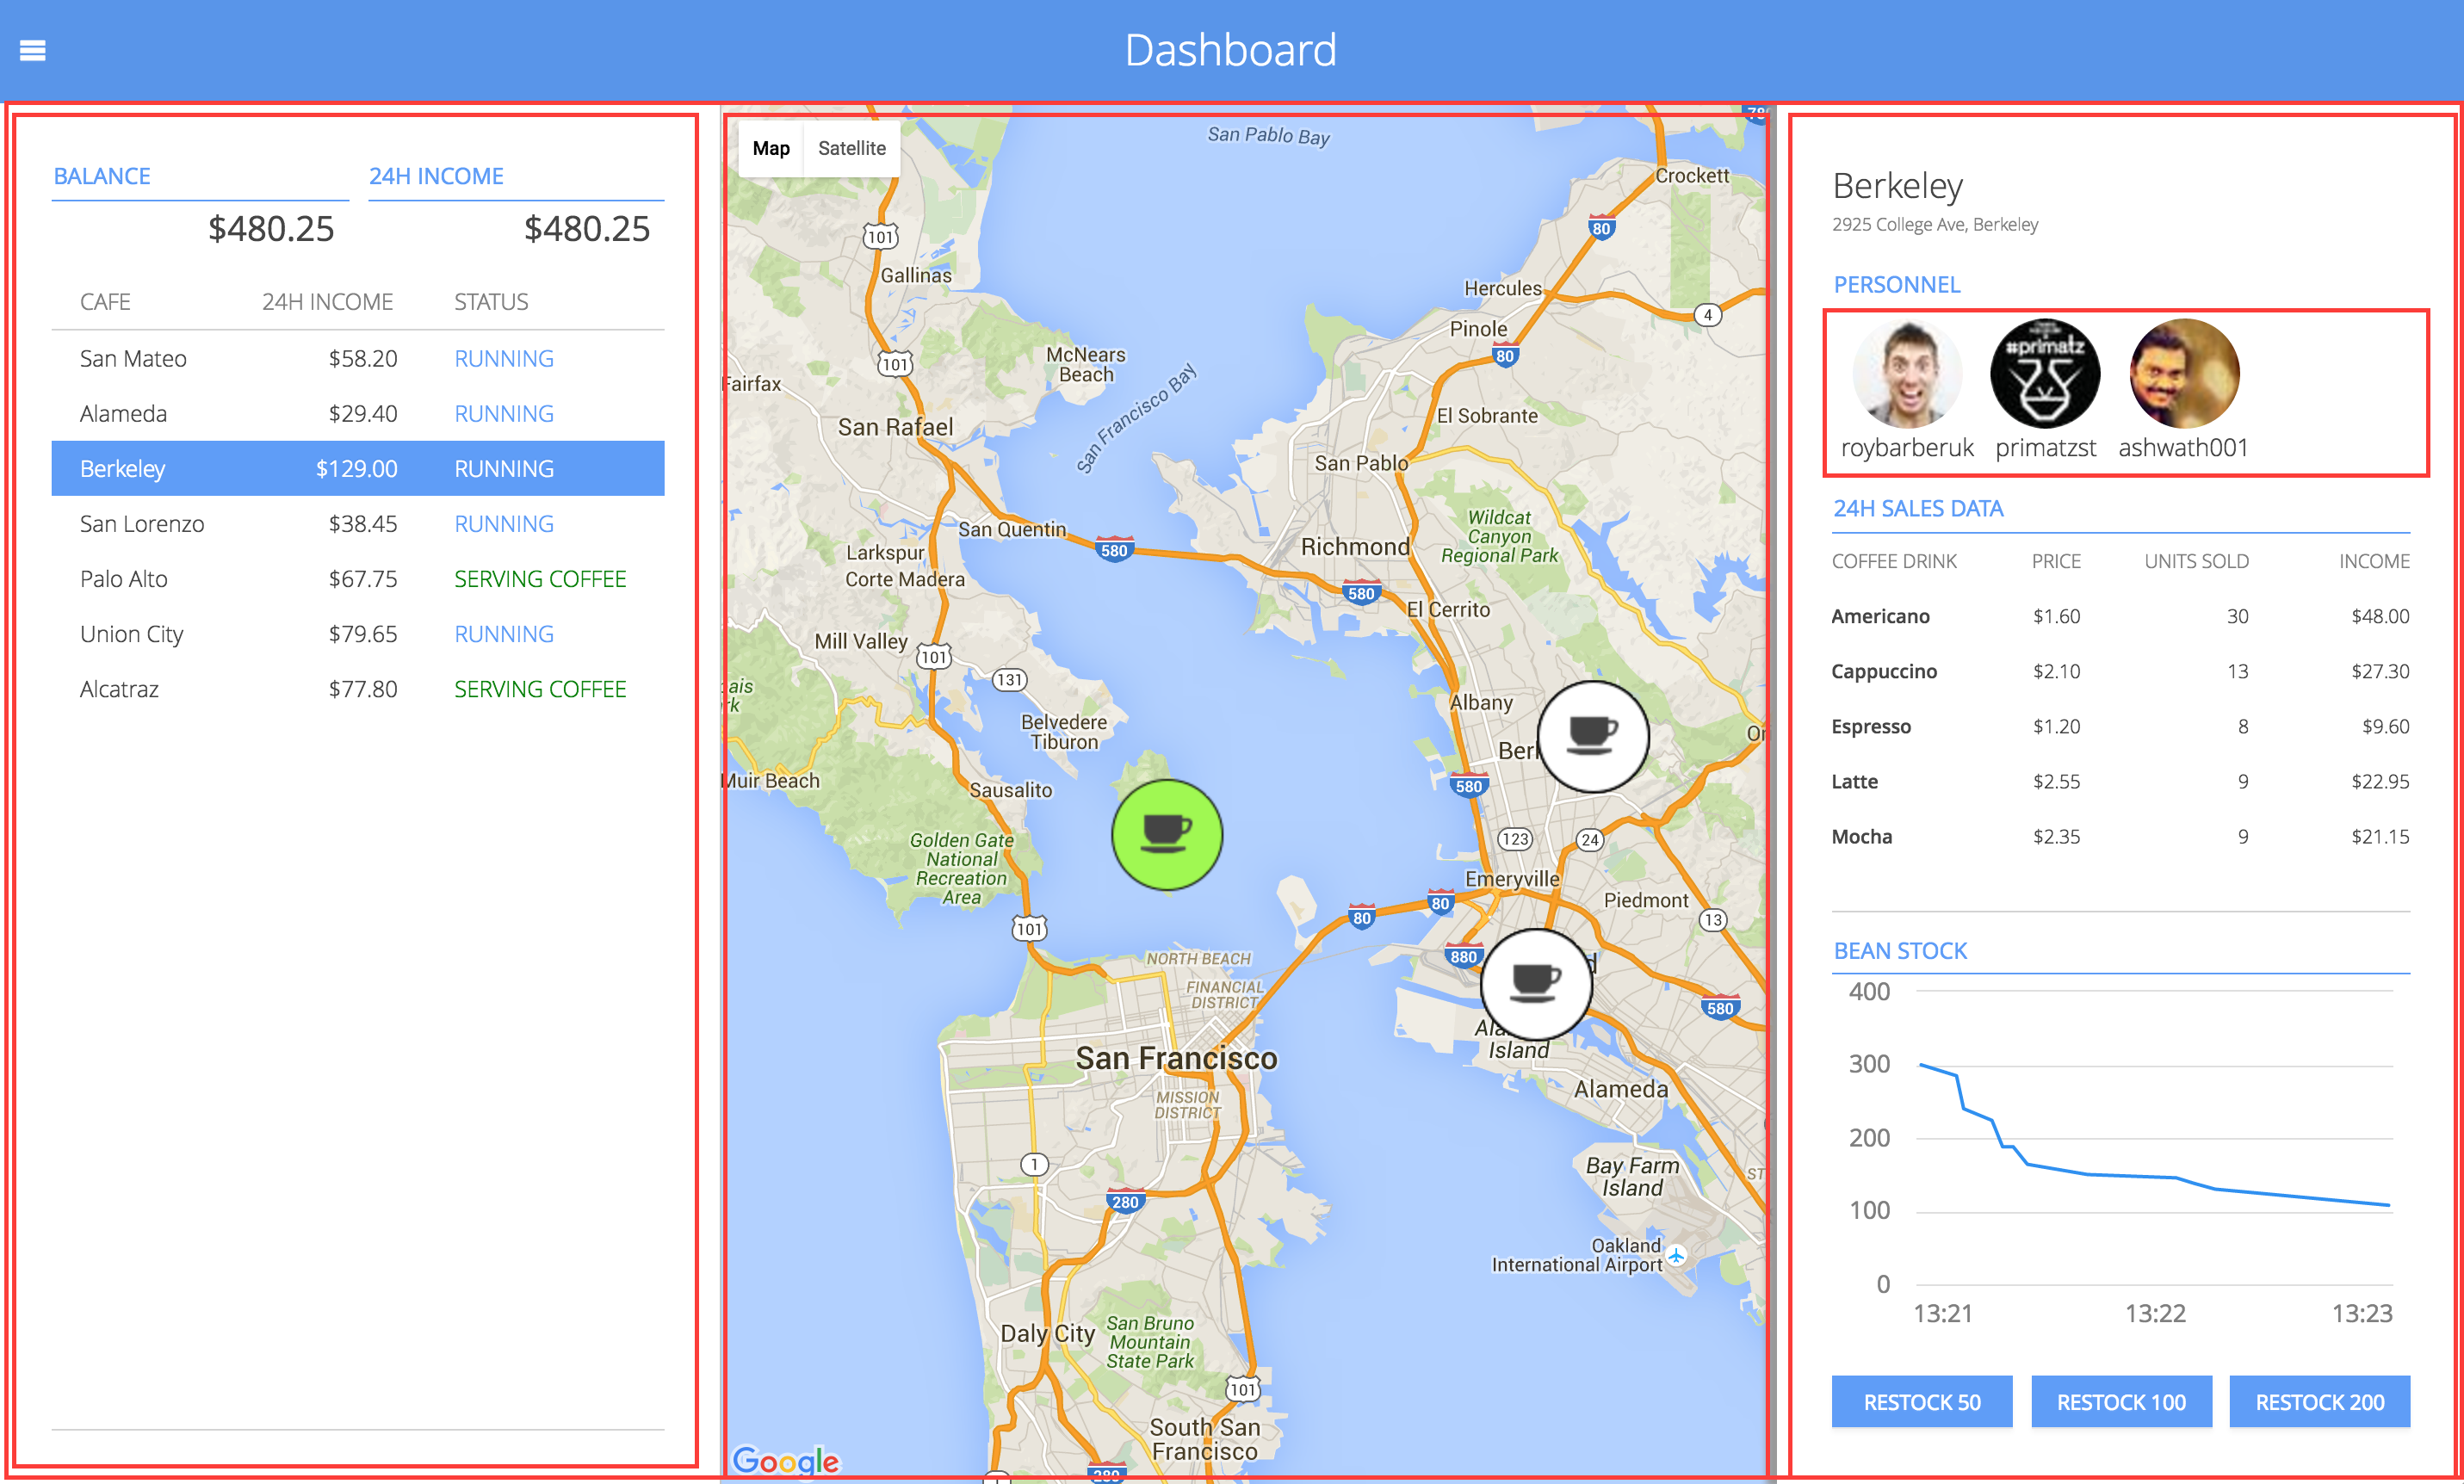 Dashboard
BALANCE 24H INCOME
$480.25 $480.25
CAFE 24H INCOME STATUS
San Mateo $58.20 RUNNING
Alameda $29.40 RUNNING
Berkeley $129.00 RUNNING
San Lorenzo $38.45 RUNNING
Palo Alto $67.75 SERVING COFFEE
Union City $79.65 RUNNING
Alcatraz $77.80 SERVING COFFEE
Map Satellite
San Pablo Bay
Crockett
80
101
Gallinas
Hercules
4
Pinole
80
McNears
Beach
101
Fairfax
San Francisco Bay
El Sobrante
San Rafael
San Pablo
Wildcat
Canyon
Regional Park
San Quentin
580
Richmond
Larkspur
Corte Madera
580
El Cerrito
Mill Valley
101
131
Albany
Belvedere
Tiburon
Muir Beach
Sausalito
580
Golden Gate
National
Recreation
Area
123
24
Emeryville
Piedmont
80
80
13
101
880
NORTH BEACH
FINANCIAL
DISTRICT
580
San Francisco
Island
MISSION
DISTRICT
Alameda
1
Bay Farm
Island
280
Oakland
International Airport
San Bruno
Mountain
State Park
Daly City
101
South San
Francisco
280
Google
Berkeley
2925 College Ave, Berkeley
PERSONNEL
#primatz
roybarberuk primatzst ashwath001
24H SALES DATA
COFFEE DRINK PRICE UNITS SOLD INCOME
Americano $1.60 30 $48.00
Cappuccino $2.10 13 $27.30
Espresso $1.20 8 $9.60
Latte $2.55 9 $22.95
Mocha $2.35 9 $21.15
BEAN STOCK
400
300
200
100
0
13:21 13:22 13:23
RESTOCK 50 RESTOCK 100 RESTOCK 200